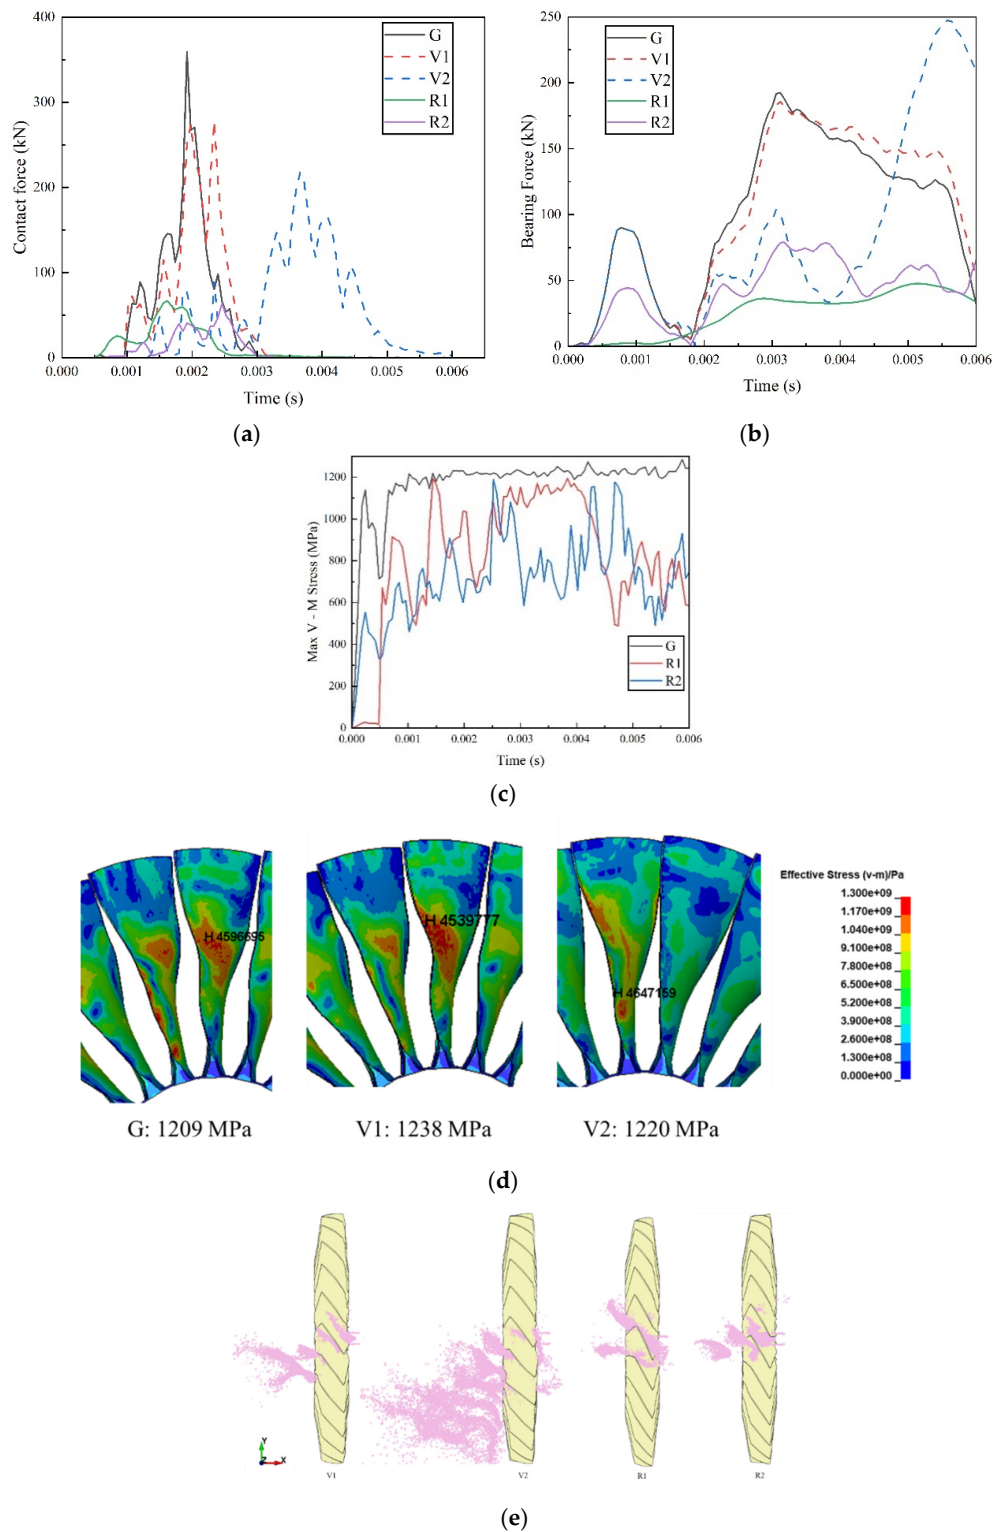 400
300
200
100
0
Contact force (kN)
G
V1
V2
R1
R2
0.000 0.001 0.002 0.003 0.004 0.005 0.006
Time (s)
(a)
250
200
150
100
50
0
Bearing Force (kN)
G
V1
V2
R1
R2
0.000 0.001 0.002 0.003 0.004 0.005 0.006
Time (s)
(b)
1200
1000
800
600
400
200
0
Max V - M Stress (MPa)
G
R1
R2
0.000 0.001 0.002 0.003 0.004 0.005 0.006
Time (s)
(c)
H 4596695
H 4539777
H 4647159
Effective Stress (v-m)/Pa
1.300e+09
1.170e+09
1.040e+09
9.100e+08
7.800e+08
6.500e+08
5.200e+08
3.900e+08
2.600e+08
1.300e+08
0.000e+00
G: 1209 MPa
V1: 1238 MPa
V2: 1220 MPa
(d)
Y
Z X
V1
V2
R1
R2
(e)